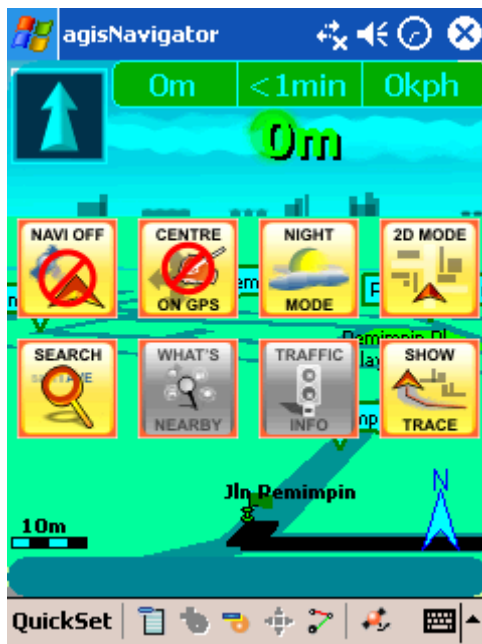 agisNavigator
0m <1min 0kph
0m
NAVI OFF
CENTRE ON GPS
NIGHT MODE
2D MODE
SEARCH
WHAT'S NEARBY
TRAFFIC INFO
SHOW TRACE
Jln Remimpin
N
10m
QuickSet